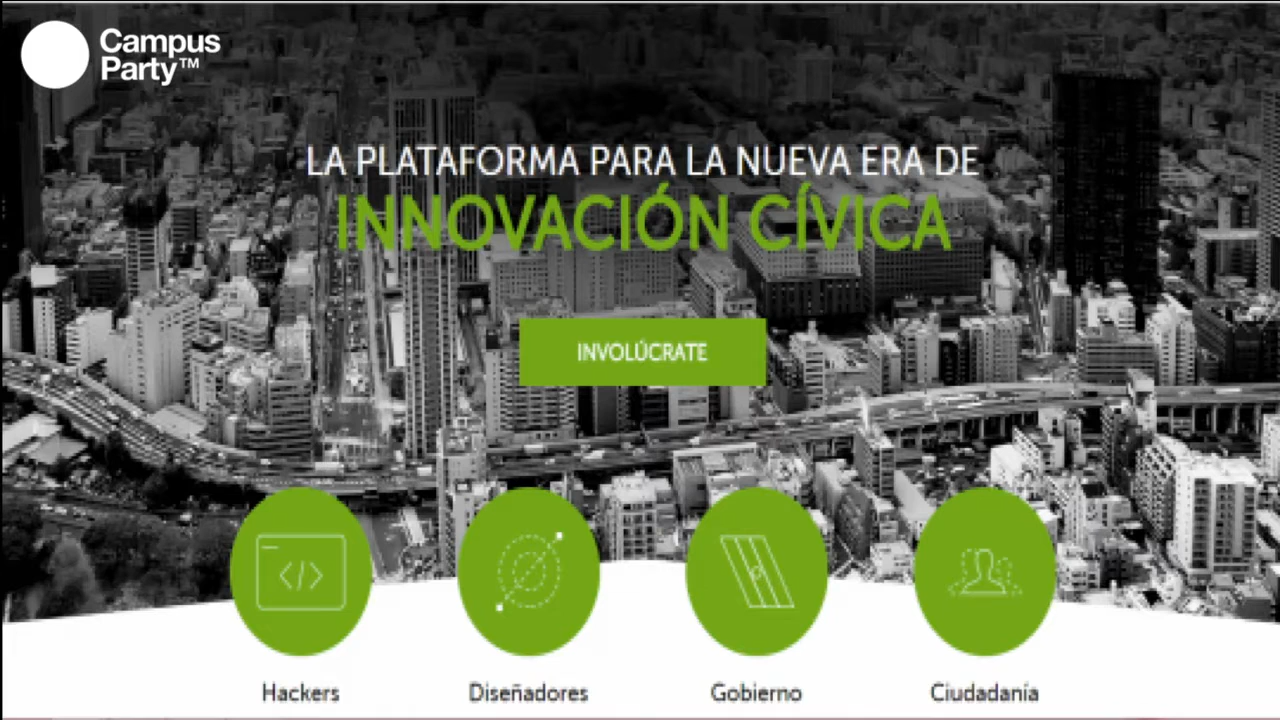 Campus
Party™
LA PLATAFORMA PARA LA NUEVA ERA DE
INNOVACIÓN CÍVICA
INVOLÚCRATE
Hackers
Diseñadores
Gobierno
Ciudadanía